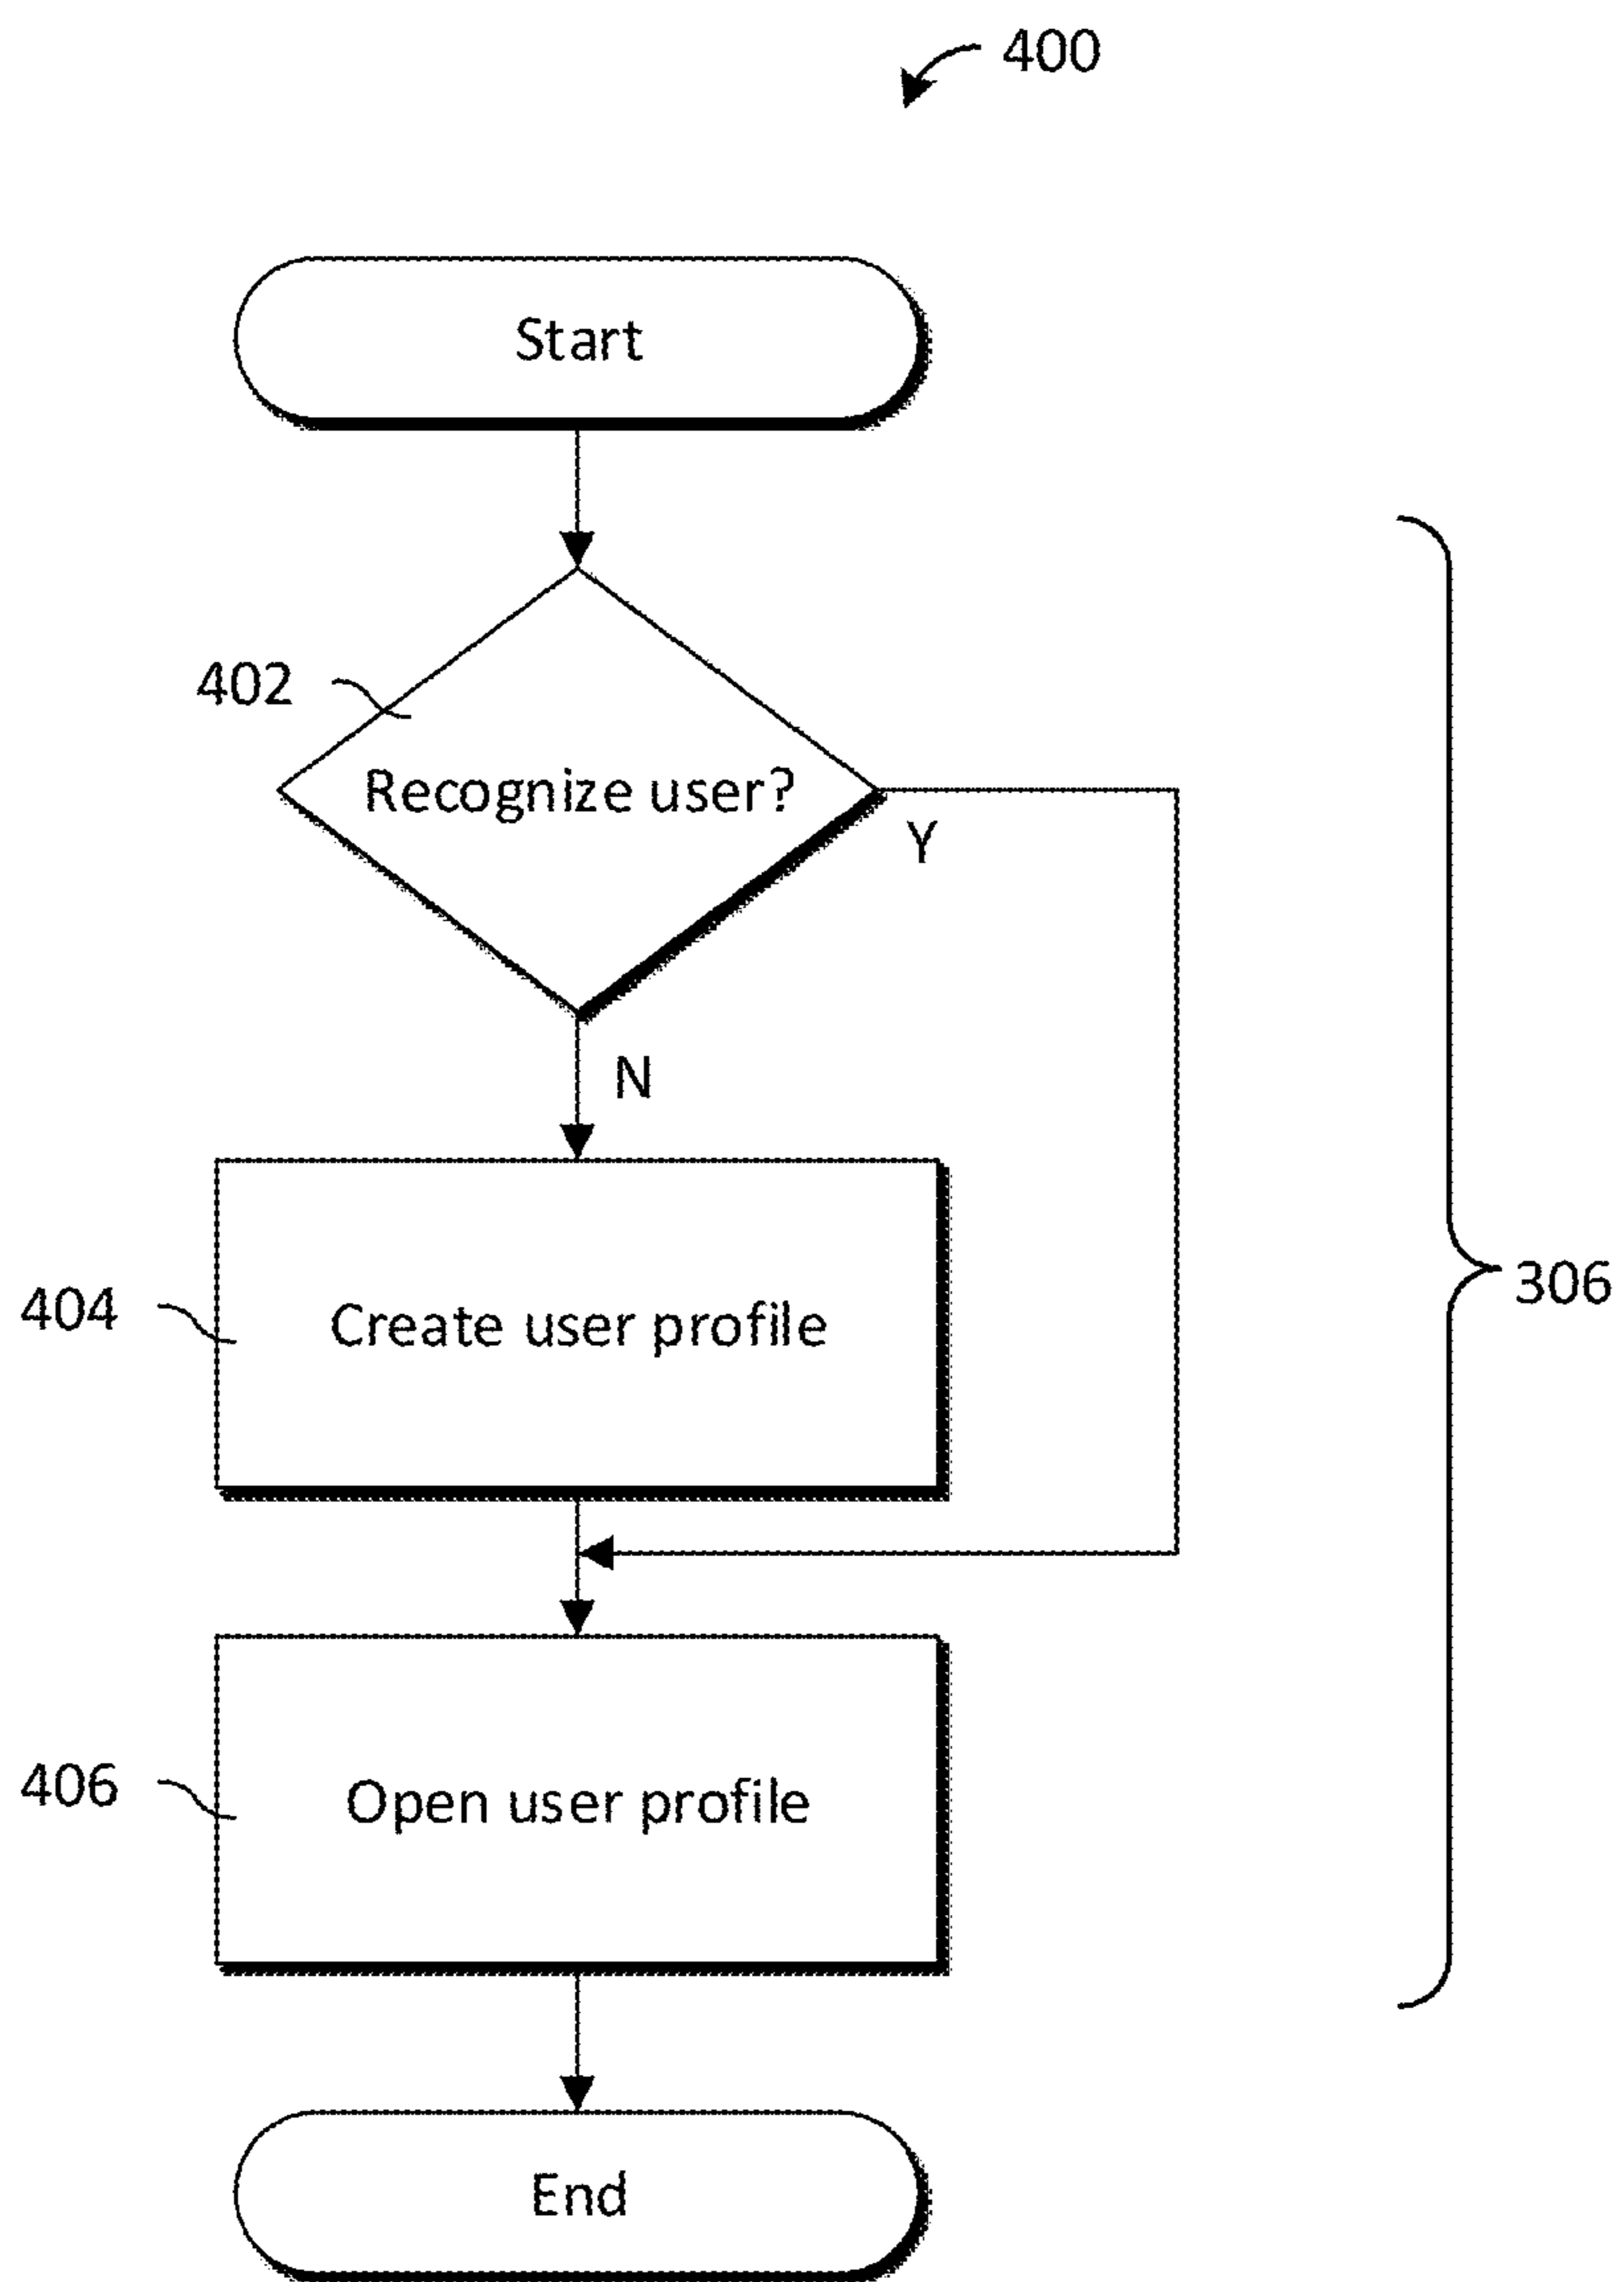 400
Start
402
Recognize user?
Y
N
404
Create user profile
306
406
Open user profile
End